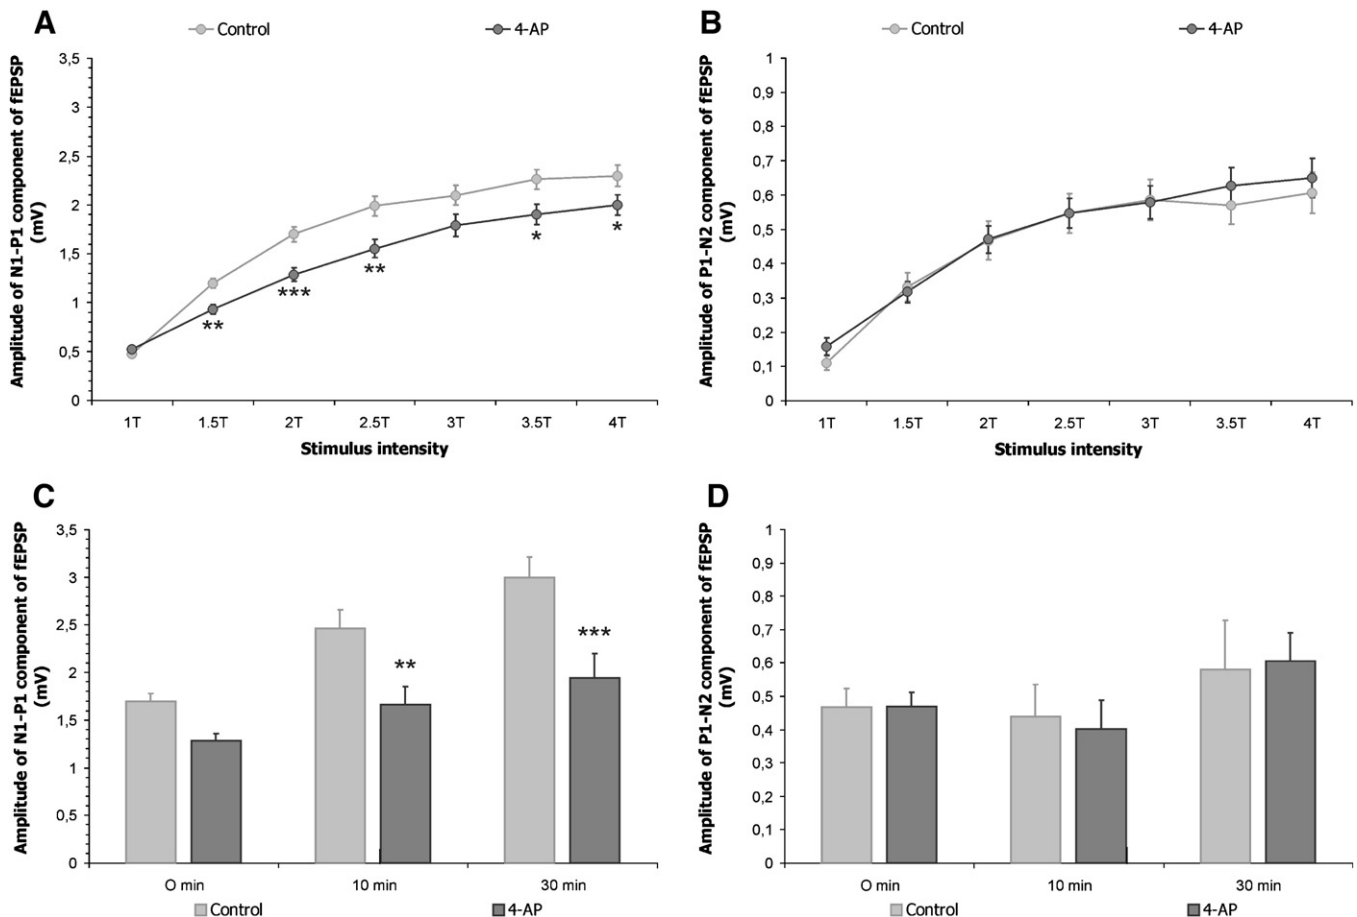 A
Control
4-AP
Amplitude of N1-P1 component of fEPSP
(mV)
3,5
3
2,5
2
1,5
1
0,5
0
**
***
**
*
*
1T
1.5T
2T
2.5T
3T
3.5T
4T
Stimulus intensity
B
Control
4-AP
Amplitude of P1-N2 component of fEPSP
(mV)
1
0,9
0,8
0,7
0,6
0,5
0,4
0,3
0,2
0,1
0
1T
1.5T
2T
2.5T
3T
3.5T
4T
Stimulus intensity
C
Amplitude of N1-P1 component of fEPSP
(mV)
3,5
3
2,5
2
1,5
1
0,5
0
**
***
O min
10 min
30 min
Control
4-AP
D
Amplitude of P1-N2 component of fEPSP
(mV)
1
0,9
0,8
0,7
0,6
0,5
0,4
0,3
0,2
0,1
0
O min
10 min
30 min
Control
4-AP